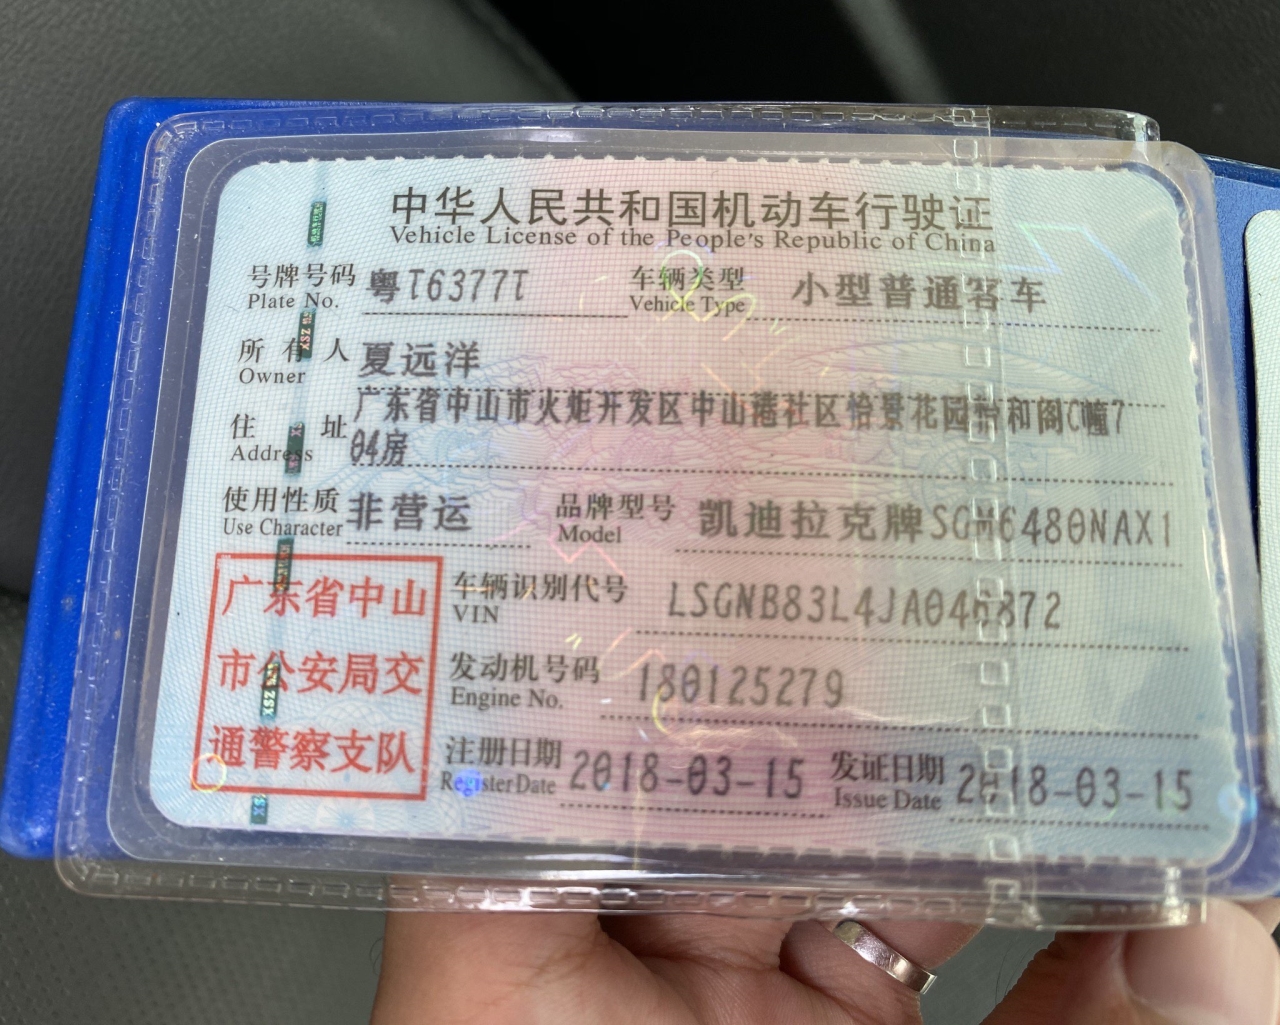 中华人民共和国机动车行驶证
Vehicle License of the People's Republic of China
号牌号码 粤T6377T 车辆类型 小型普通客车
Plate No. Vehicle Type
所有人 夏远洋
Owner
住址 广东省中山市火炬开发区中山港社区怡景花园怡和阁C幢7
Address 04房
使用性质 非营运 品牌型号 凯迪拉克牌SGM6480NAX1
Use Character Model
广东省中山
市公安局交
通警察支队
车辆识别代号 LSGNB83L4JA046872
VIN
发动机号码 180125279
Engine No.
注册日期 2018-03-15 发证日期 2018-03-15
Register Date Issue Date